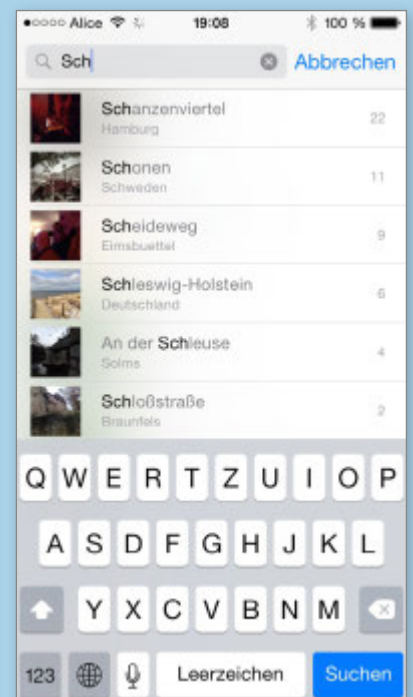 Alice 19:08 100 %
Sch Abbrechen
Schanzenviertel 22
Hamburg
Schonen 11
Schweden
Scheideweg 9
Eimsbuettel
Schleswig-Holstein 6
Deutschland
An der Schleuse 4
Solms
Schloßstraße 2
Braunfels
Q W E R T Z U I O P
A S D F G H J K L
Y X C V B N M
123 Leerzeichen Suchen